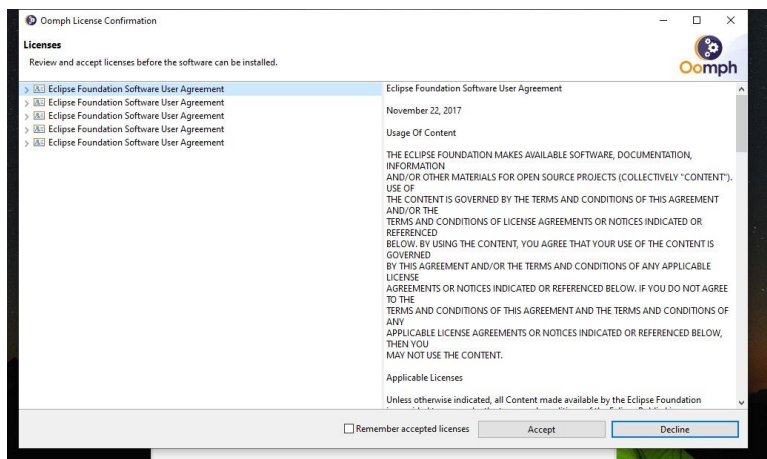 Oomph License Confirmation
Licenses
Review and accept licenses before the software can be installed.
Oomph
Eclipse Foundation Software User Agreement
Eclipse Foundation Software User Agreement
Eclipse Foundation Software User Agreement
Eclipse Foundation Software User Agreement
Eclipse Foundation Software User Agreement
Eclipse Foundation Software User Agreement
November 22, 2017
Usage Of Content
THE ECLIPSE FOUNDATION MAKES AVAILABLE SOFTWARE, DOCUMENTATION,
INFORMATION
AND/OR OTHER MATERIALS FOR OPEN SOURCE PROJECTS (COLLECTIVELY "CONTENT").
USE OF
THE CONTENT IS GOVERNED BY THE TERMS AND CONDITIONS OF THIS AGREEMENT
AND/OR THE
TERMS AND CONDITIONS OF LICENSE AGREEMENTS OR NOTICES INDICATED OR
REFERENCED
BELOW. BY USING THE CONTENT, YOU AGREE THAT YOUR USE OF THE CONTENT IS
GOVERNED
BY THIS AGREEMENT AND/OR THE TERMS AND CONDITIONS OF ANY APPLICABLE
LICENSE
AGREEMENTS OR NOTICES INDICATED OR REFERENCED BELOW. IF YOU DO NOT AGREE
TO THE
TERMS AND CONDITIONS OF THIS AGREEMENT AND THE TERMS AND CONDITIONS OF
ANY
APPLICABLE LICENSE AGREEMENTS OR NOTICES INDICATED OR REFERENCED BELOW,
THEN YOU
MAY NOT USE THE CONTENT.
Applicable Licenses
Unless otherwise indicated, all Content made available by the Eclipse Foundation
Remember accepted licenses
Accept
Decline